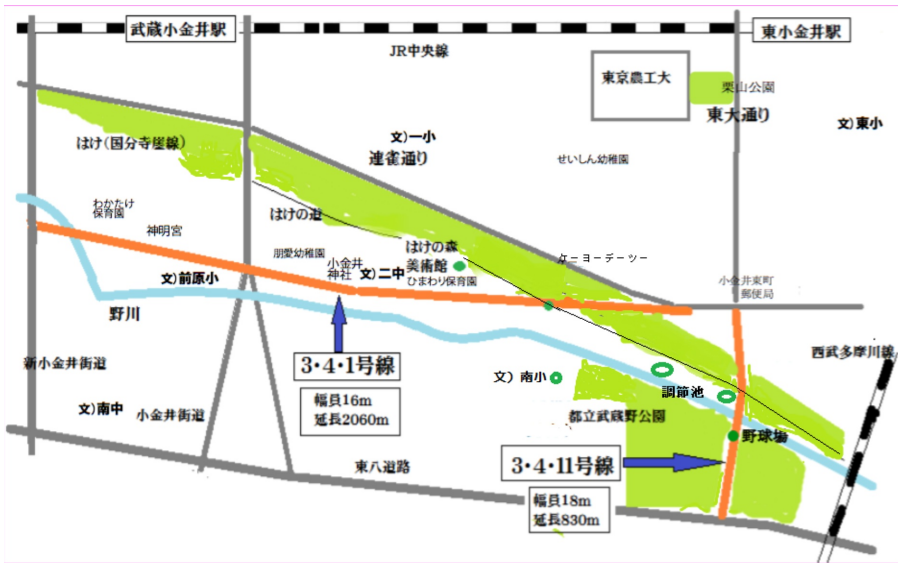 武蔵小金井駅
東小金井駅
JR中央線
東京農工大
栗山公園
東大通り
文)一小
文)東小
はけ(国分寺崖線)
連雀通り
せいしん幼稚園
わかたけ
保育園
はけの道
神明宮
朋愛幼稚園
小金井
神社
文)二中
はけの森
美術館
ひまわり保育園
ケーヨーデーツー
小金井東町
郵便局
文)前原小
野川
3・4・1号線
幅員16m
延長2060m
西武多摩川線
新小金井街道
文)南中
小金井街道
文)南小
調節池
都立武蔵野公園
野球場
東八道路
3・4・11号線
幅員18m
延長830m